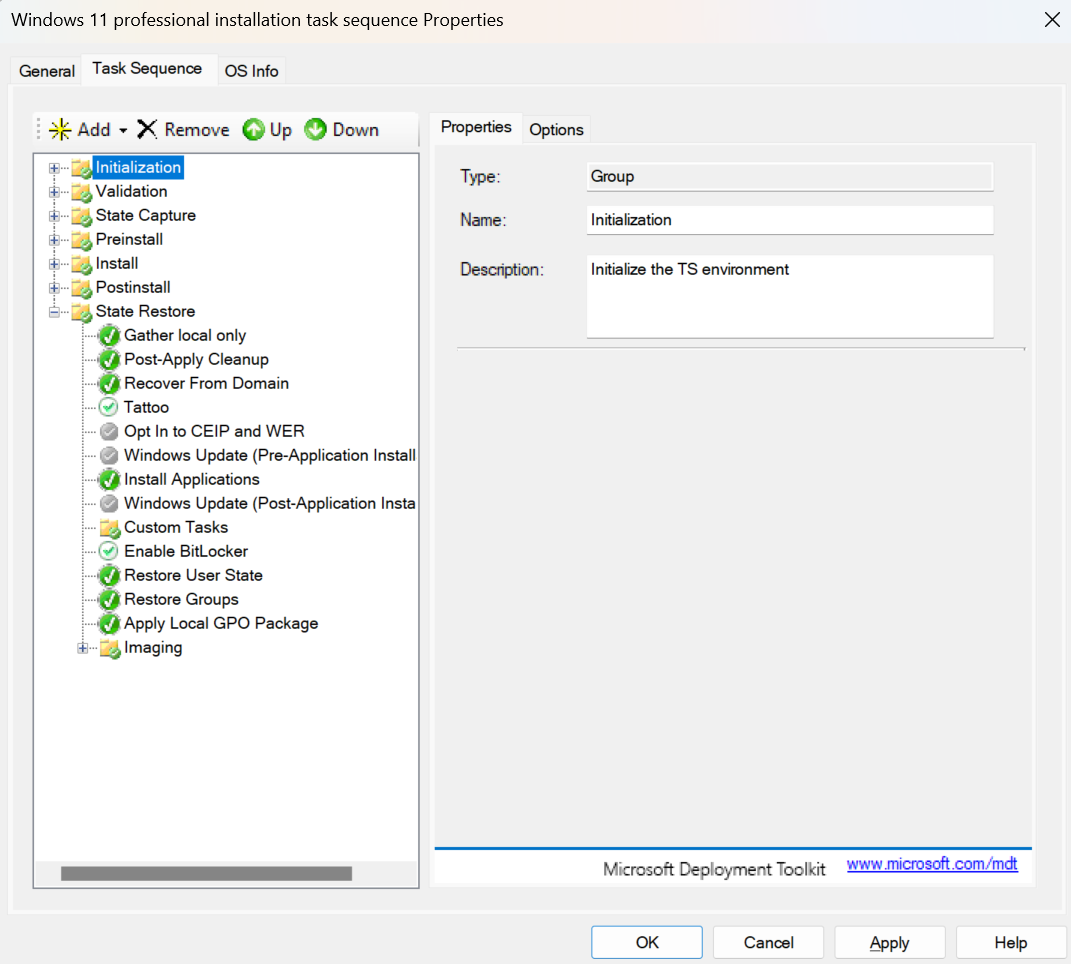 Windows 11 professional installation task sequence Properties
General Task Sequence OS Info
Add Remove Up Down
Initialization
Validation
State Capture
Preinstall
Install
Postinstall
State Restore
Gather local only
Post-Apply Cleanup
Recover From Domain
Tattoo
Opt In to CEIP and WER
Windows Update (Pre-Application Install
Install Applications
Windows Update (Post-Application Insta
Custom Tasks
Enable BitLocker
Restore User State
Restore Groups
Apply Local GPO Package
Imaging
Properties Options
Type: Group
Name: Initialization
Description: Initialize the TS environment
Microsoft Deployment Toolkit www.microsoft.com/mdt
OK Cancel Apply Help